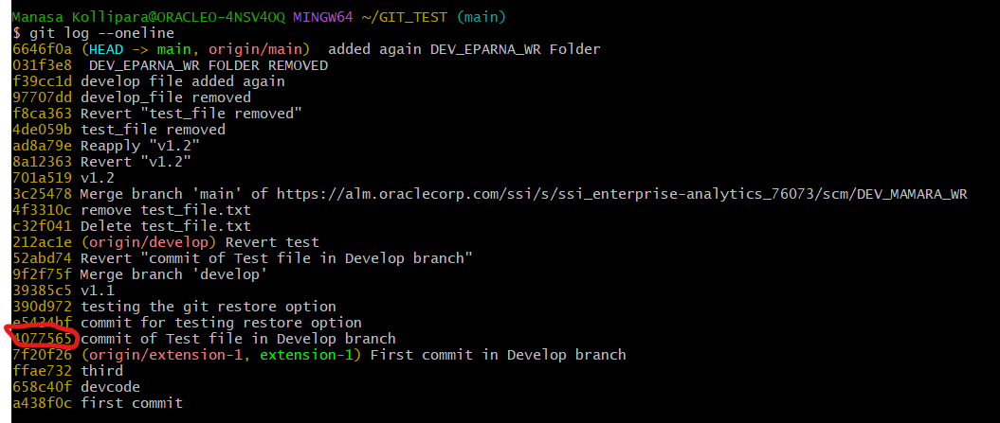 Manasa Kollipara@ORACLEO-4NSV4OQ MINGW64 ~/GIT_TEST (main)
$ git log --oneline
6646f0a (HEAD -> main, origin/main)  added again DEV_EPARNA_WR Folder
031f3e8  DEV_EPARNA_WR FOLDER REMOVED
f39cc1d develop file added again
97707dd develop_file removed
f8ca363 Revert "test_file removed"
4de059b test_file removed
ad8a79e Reapply "v1.2"
8a12363 Revert "v1.2"
701a519 v1.2
3c25478 Merge branch 'main' of https://alm.oraclecorp.com/ssi/s/ssi_enterprise-analytics_76073/scm/DEV_MAMARA_WR
4f3310c remove test_file.txt
c32f041 Delete test_file.txt
212ac1e (origin/develop) Revert test
52abd74 Revert "commit of Test file in Develop branch"
9f2f75f Merge branch 'develop'
39385c5 v1.1
390d972 testing the git restore option
e5434bf commit for testing restore option
4077565 commit of Test file in Develop branch
7f20f26 (origin/extension-1, extension-1) First commit in Develop branch
ffae732 third
658c40f devcode
a438f0c first commit